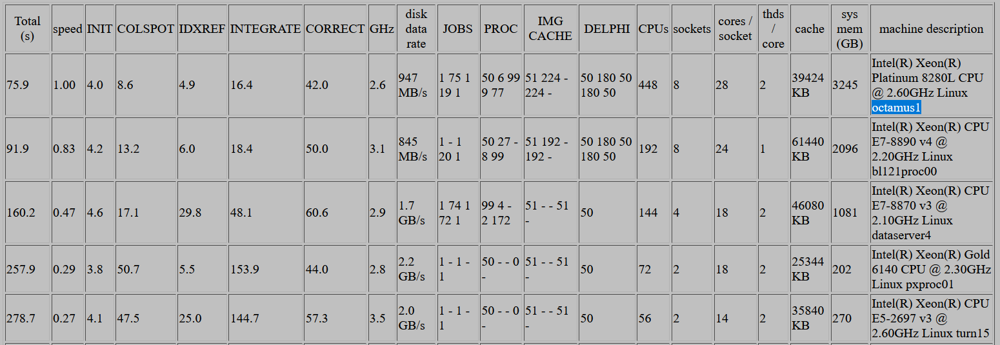 Total (s) speed INIT COLSPOT IDXREF INTEGRATE CORRECT GHz disk data rate JOBS PROC IMG CACHE DELPHI CPUs sockets cores / socket thds / core cache sys mem (GB) machine description
75.9 1.00 4.0 8.6 4.9 16.4 42.0 2.6 947 MB/s 1 75 1 19 1 50 6 99 9 77 51 224 - 224 - 50 180 50 180 50 448 8 28 2 39424 KB 3245 Intel(R) Xeon(R) Platinum 8280L CPU @ 2.60GHz Linux octamus1
91.9 0.83 4.2 13.2 6.0 18.4 50.0 3.1 845 MB/s 1 - 1 20 1 50 27 - 8 99 51 192 - 192 - 50 180 50 180 50 192 8 24 1 61440 KB 2096 Intel(R) Xeon(R) CPU E7-8890 v4 @ 2.20GHz Linux bl121proc00
160.2 0.47 4.6 17.1 29.8 48.1 60.6 2.9 1.7 GB/s 1 74 1 72 1 99 4 - 2 172 51 - - 51 - 50 144 4 18 2 46080 KB 1081 Intel(R) Xeon(R) CPU E7-8870 v3 @ 2.10GHz Linux dataserver4
257.9 0.29 3.8 50.7 5.5 153.9 44.0 2.8 2.2 GB/s 1 - 1 - 1 50 - - 0 - 51 - - 51 - 50 72 2 18 2 25344 KB 202 Intel(R) Xeon(R) Gold 6140 CPU @ 2.30GHz Linux pxproc01
278.7 0.27 4.1 47.5 25.0 144.7 57.3 3.5 2.0 GB/s 1 - 1 - 1 50 - - 0 - 51 - - 51 - 50 56 2 14 2 35840 KB 270 Intel(R) Xeon(R) CPU E5-2697 v3 @ 2.60GHz Linux turn15